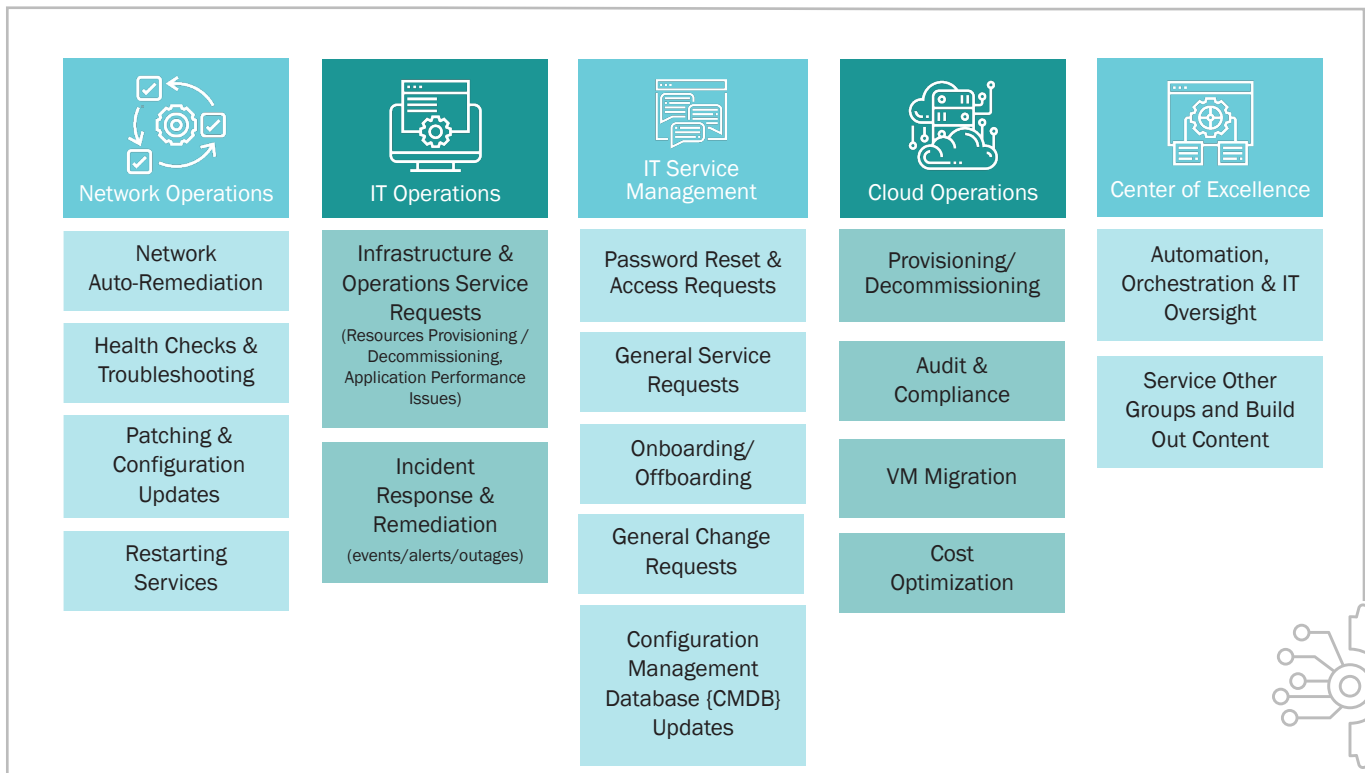 Network Operations
Network
Auto-Remediation
Health Checks &
Troubleshooting
Patching &
Configuration
Updates
Restarting
Services
IT Operations
Infrastructure &
Operations Service
Requests
(Resources Provisioning /
Decommissioning,
Application Performance
Issues)
Incident
Response &
Remediation
(events/alerts/outages)
IT Service
Management
Password Reset &
Access Requests
General Service
Requests
Onboarding/
Offboarding
General Change
Requests
Configuration
Management
Database {CMDB}
Updates
Cloud Operations
Provisioning/
Decommissioning
Audit &
Compliance
VM Migration
Cost
Optimization
Center of Excellence
Automation,
Orchestration & IT
Oversight
Service Other
Groups and Build
Out Content